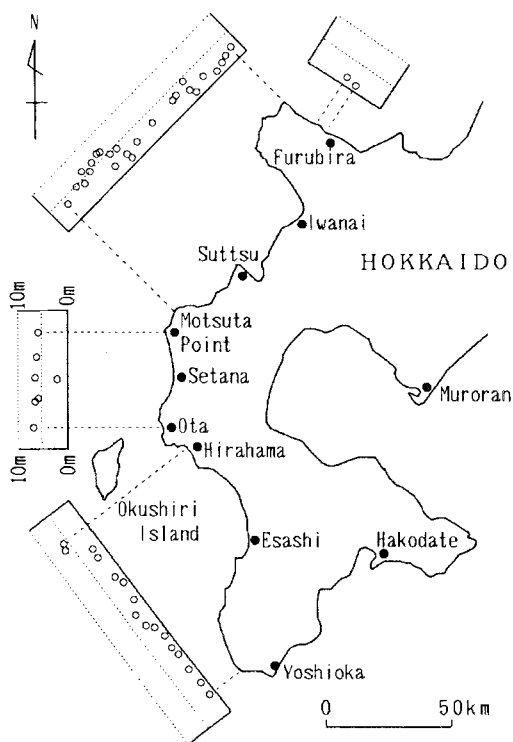 N
Furubira
Iwanai
Suttsu
HOKKAIDO
10m
0m
Motsuta
Point
Setana
Muroran
Ota
10m
0m
Hirahama
Okushiri
Island
Esashi
Hakodate
Yoshioka
0
50km